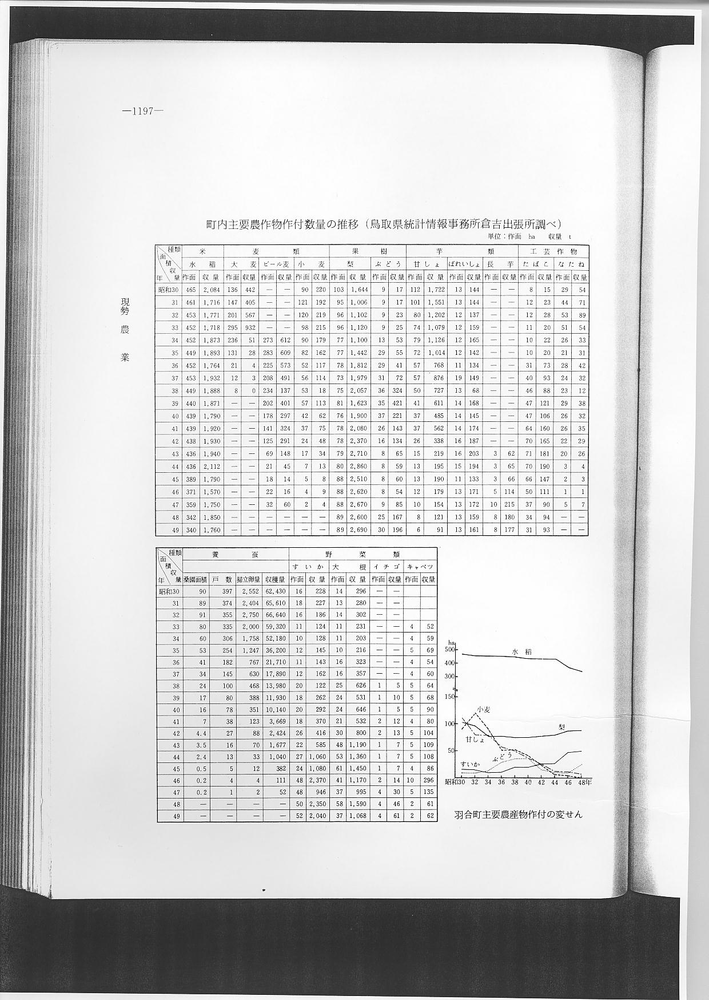 —1197—
現勢 農 業
町内主要農作物作付数量の推移（鳥取県統計情報事務所倉吉出張所調べ）
単位：作面 ha 収量 t
種類 面積 収量 年 米 麦類 果樹 芋類 工芸作物
水稲 大麦 ビール麦 小麦 梨 ぶどう 甘しょ ばれいしょ 長芋 たばこ なたね
作面 収量 作面 収量 作面 収量 作面 収量 作面 収量 作面 収量 作面 収量 作面 収量 作面 収量 作面 収量 作面 収量
昭和30 465 2,084 136 442 — — 90 220 103 1,644 9 17 112 1,722 13 144 — — 8 15 29 54
31 461 1,716 147 405 — — 121 192 95 1,006 9 17 101 1,551 13 144 — — 12 23 44 71
32 453 1,771 201 567 — — 120 219 96 1,102 9 23 80 1,202 12 137 — — 12 28 53 89
33 452 1,718 295 932 — — 98 215 96 1,120 9 25 74 1,079 12 159 — — 11 20 51 54
34 452 1,873 236 51 273 612 90 179 77 1,100 13 53 79 1,126 12 165 — — 10 22 26 33
35 449 1,893 131 28 283 609 82 162 77 1,442 29 55 72 1,014 12 142 — — 10 20 21 31
36 452 1,764 21 4 225 573 52 117 78 1,812 29 41 57 768 11 134 — — 31 73 28 42
37 453 1,932 12 3 208 491 56 114 73 1,979 31 72 57 876 19 149 — — 40 93 24 32
38 449 1,888 8 0 234 137 53 18 75 2,057 36 324 50 727 13 68 — — 46 88 23 12
39 440 1,871 — — 202 401 57 113 81 1,623 35 421 41 611 14 168 — — 47 121 29 38
40 439 1,790 — — 178 297 42 62 76 1,900 37 221 37 485 14 145 — — 47 106 26 32
41 439 1,920 — — 141 324 37 75 78 2,080 26 143 37 562 14 174 — — 64 160 26 35
42 438 1,930 — — 125 291 24 48 78 2,370 16 134 26 338 16 187 — — 70 165 22 29
43 436 1,940 — — 69 148 17 34 79 2,710 8 65 15 219 16 203 3 62 71 181 20 26
44 436 2,112 — — 21 45 7 13 80 2,860 8 59 13 195 15 194 3 65 70 190 3 4
45 389 1,790 — — 18 14 5 8 88 2,510 8 60 13 190 11 133 3 66 66 147 2 3
46 371 1,570 — — 22 16 4 9 88 2,620 8 54 12 179 13 171 5 114 50 111 1 1
47 359 1,750 — — 32 60 2 4 88 2,670 9 85 10 154 13 172 10 215 37 90 5 7
48 342 1,850 — — — — — — 89 2,600 25 167 8 121 13 159 8 180 34 94 — —
49 340 1,760 — — — — — — 89 2,690 30 196 6 91 13 161 8 177 31 93 — —
種類 面積 収量 年 養蚕 野菜類
すいか 大根 イチゴ キャベツ
桑園面積 戸数 掃立卵量 収穫量 作面 収量 作面 収量 作面 収量 作面 収量
昭和30 90 397 2,552 62,430 16 228 14 296 — —
31 89 374 2,404 65,610 18 227 13 280 — —
32 91 355 2,750 66,640 16 186 14 302 — —
33 80 335 2,000 59,320 11 124 11 231 — — 4 52
34 60 306 1,758 52,180 10 128 11 203 — — 4 59
35 53 254 1,247 36,200 12 145 10 216 — — 5 69
36 41 182 767 21,710 11 143 16 323 — — 4 54
37 34 145 630 17,890 12 162 16 357 — — 4 60
38 24 100 468 13,980 20 122 25 626 1 5 5 64
39 17 80 388 11,930 18 262 24 531 1 10 5 68
40 16 78 351 10,140 20 292 24 646 1 5 5 90
41 7 38 123 3,669 18 370 21 532 2 12 4 80
42 4.4 27 88 2,424 26 416 30 800 2 13 5 104
43 3.5 16 70 1,677 22 585 48 1,190 1 7 5 109
44 2.4 13 33 1,040 27 1,060 53 1,360 1 7 5 108
45 0.5 5 12 382 24 1,080 61 1,450 1 7 4 86
46 0.2 4 4 111 48 2,370 41 1,170 2 14 10 296
47 0.2 1 2 52 48 946 37 995 4 30 5 135
48 — — — — 50 2,350 58 1,590 4 46 2 61
49 — — — — 52 2,040 37 1,068 4 61 2 62
ha
500
水稲
400
300
150
小麦
100
梨
甘しょ
50
ぶどう
すいか
昭和30 32 34 36 38 40 42 44 46 48年
羽合町主要農産物作付の変せん